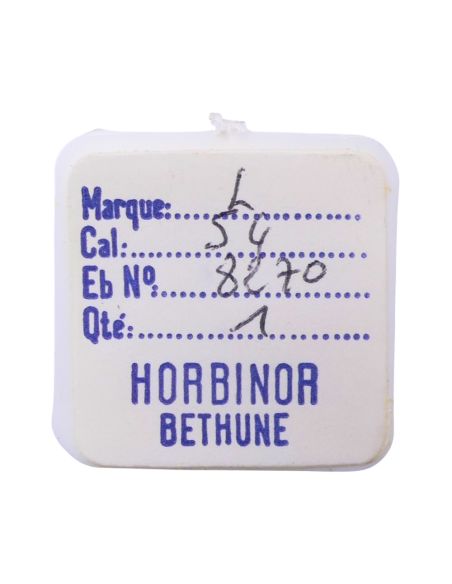 Marque: L
Cal. 54
Eb Nº. 8270
Qté: 1
HORBINOR
BETHUNE